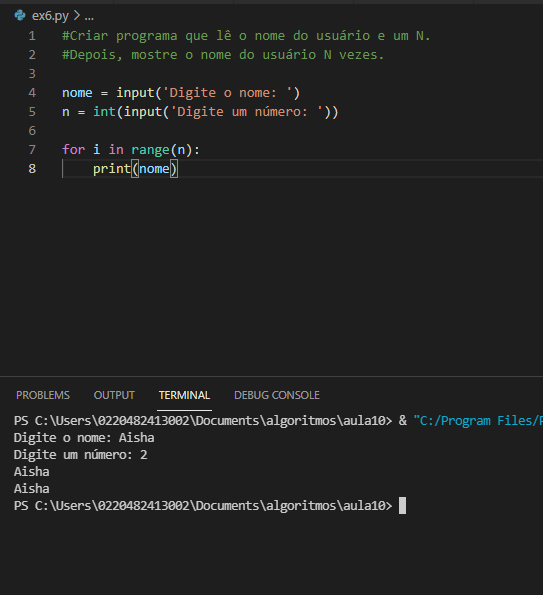 ex6.py > ...
1 #Criar programa que lê o nome do usuário e um N.
2 #Depois, mostre o nome do usuário N vezes.
3
4 nome = input('Digite o nome: ')
5 n = int(input('Digite um número: '))
6
7 for i in range(n):
8     print(nome)
PROBLEMS OUTPUT TERMINAL DEBUG CONSOLE
PS C:\Users\0220482413002\Documents\algoritmos\aula10> & "C:/Program Files/
Digite o nome: Aisha
Digite um número: 2
Aisha
Aisha
PS C:\Users\0220482413002\Documents\algoritmos\aula10>